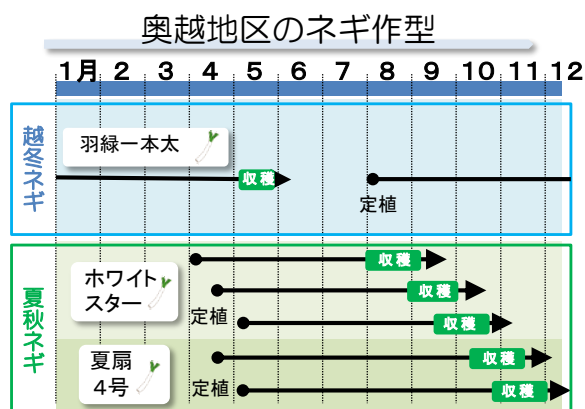 奥越地区のネギ作型
1月 2 3 4 5 6 7 8 9 10 11 12
越冬ネギ
羽緑一本太
収穫
定植
夏秋ネギ
ホワイト
スター
収穫
収穫
定植
収穫
夏扇
4号
収穫
定植
収穫